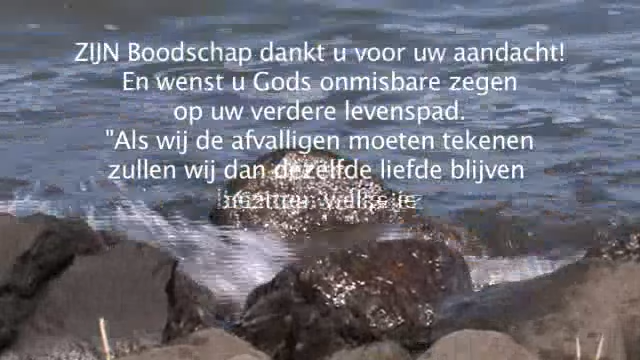 ZIJN Boodschap dankt u voor uw aandacht!
En wenst u Gods onmisbare zegen
op uw verdere levenspad.
"Als wij de afvalligen moeten tekenen
zullen wij dan dezelfde liefde blijven